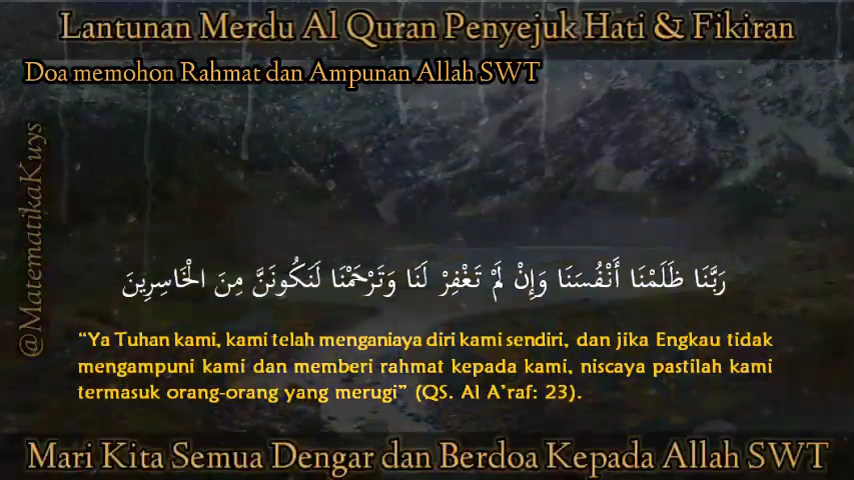 Lantunan Merdu Al Quran Penyejuk Hati & Fikiran
Doa memohon Rahmat dan Ampunan Allah SWT
@MatematikaKuys
رَبَّنَا ظَلَمْنَا أَنْفُسَنَا وَإِنْ لَمْ تَغْفِرْ لَنَا وَتَرْحَمْنَا لَنَكُونَنَّ مِنَ الْخَاسِرِينَ
“Ya Tuhan kami, kami telah menganiaya diri kami sendiri, dan jika Engkau tidak
mengampuni kami dan memberi rahmat kepada kami, niscaya pastilah kami
termasuk orang-orang yang merugi” (QS. Al A’raf: 23).
Mari Kita Semua Dengar dan Berdoa Kepada Allah SWT